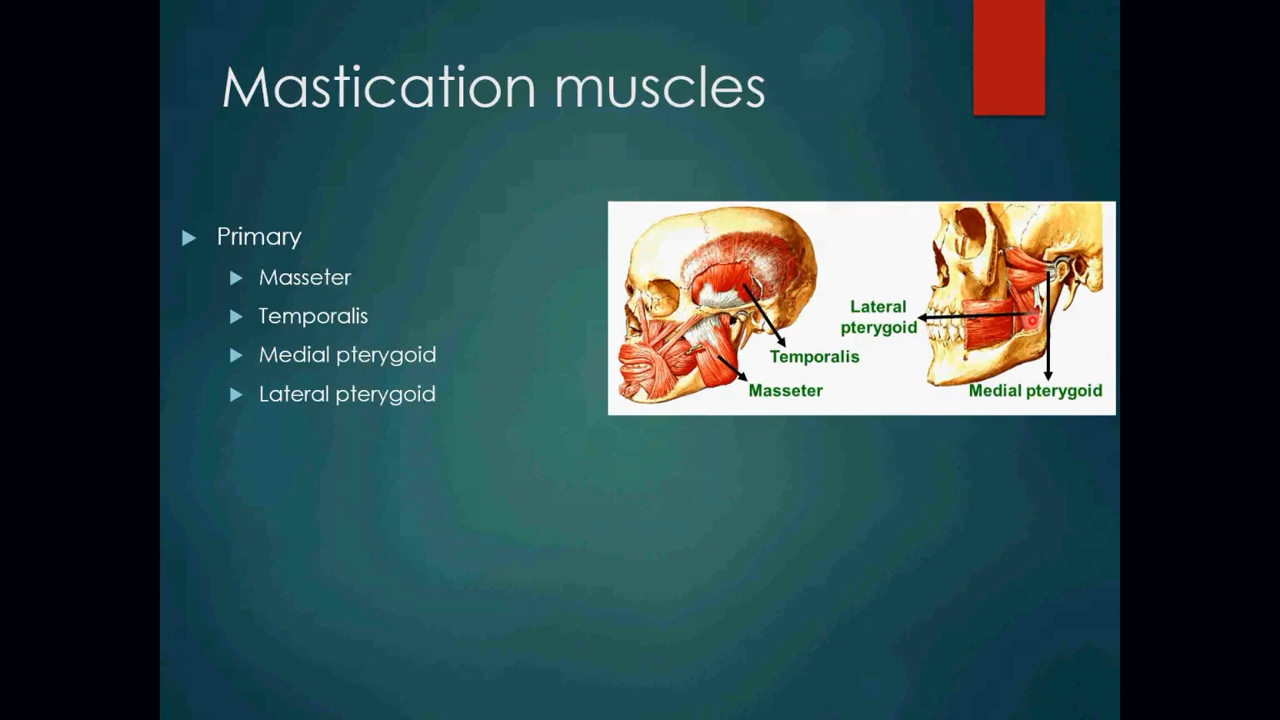 Mastication muscles
Primary
Masseter
Temporalis
Medial pterygoid
Lateral pterygoid
Lateral
pterygoid
Temporalis
Masseter
Medial pterygoid